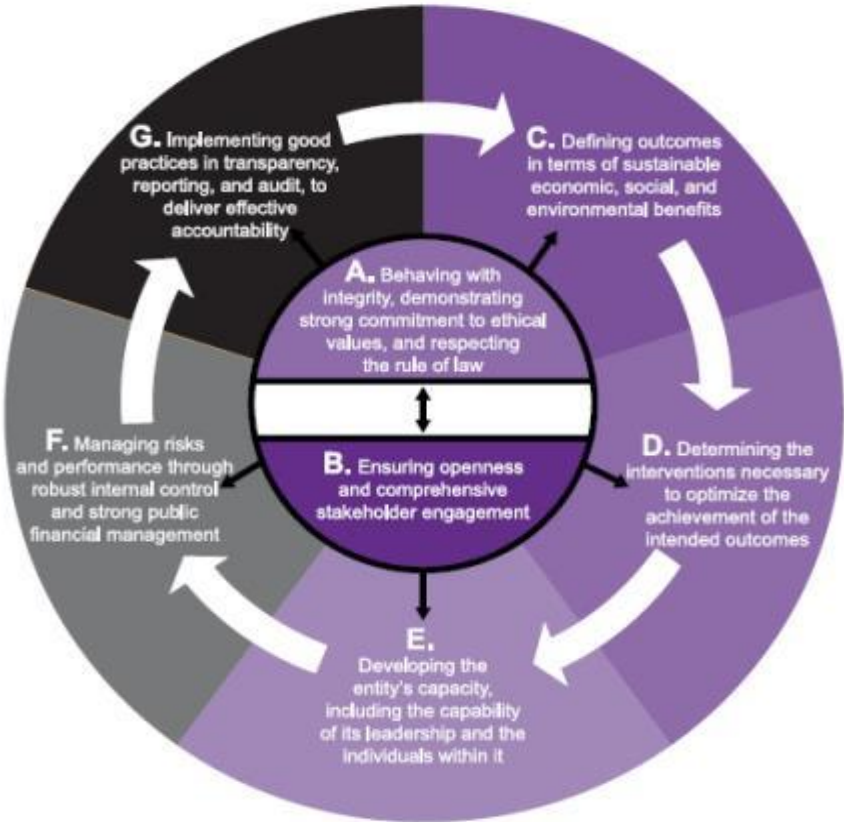 G. Implementing good
practices in transparency,
reporting, and audit, to
deliver effective
accountability
C. Defining outcomes
in terms of sustainable
economic, social, and
environmental benefits
A. Behaving with
integrity, demonstrating
strong commitment to ethical
values, and respecting
the rule of law
B. Ensuring openness
and comprehensive
stakeholder engagement
F. Managing risks
and performance through
robust internal control
and strong public
financial management
D. Determining the
interventions necessary
to optimize the
achievement of the
intended outcomes
E.
Developing the
entity's capacity,
including the capability
of its leadership and the
individuals within it